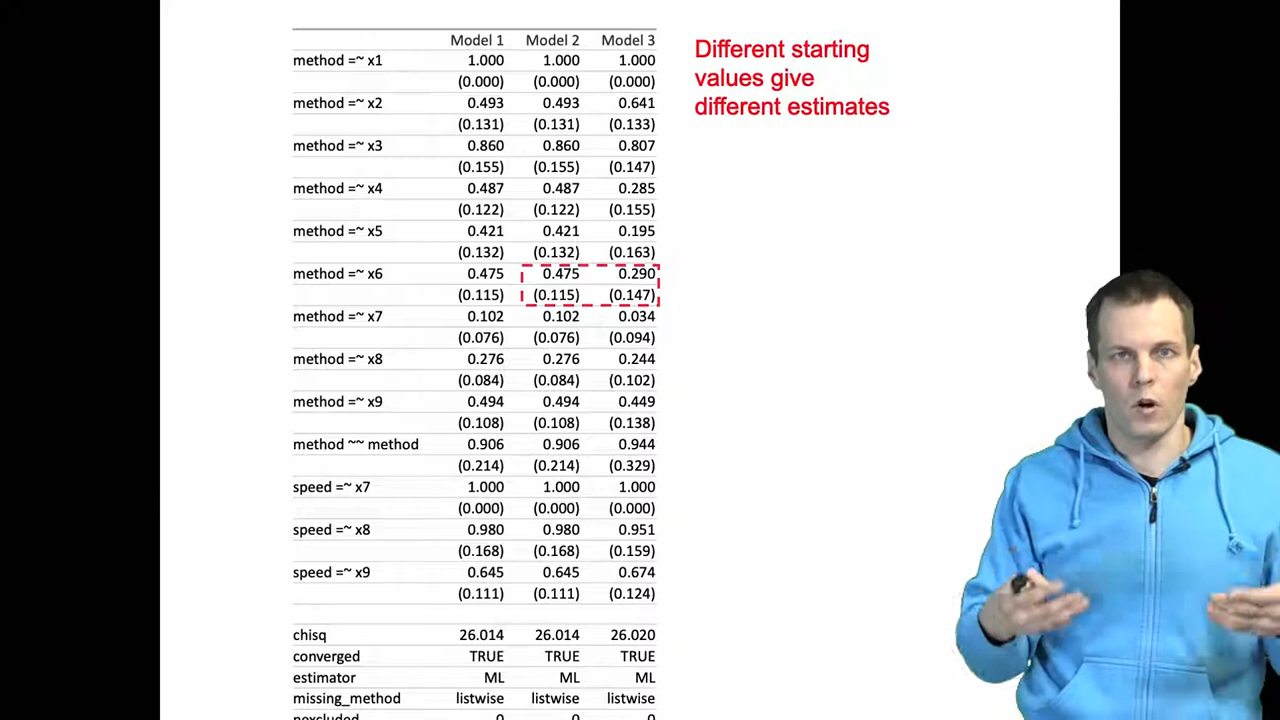 Model 1 Model 2 Model 3
method =~ x1 1.000 1.000 1.000
(0.000) (0.000) (0.000)
method =~ x2 0.493 0.493 0.641
(0.131) (0.131) (0.133)
method =~ x3 0.860 0.860 0.807
(0.155) (0.155) (0.147)
method =~ x4 0.487 0.487 0.285
(0.122) (0.122) (0.155)
method =~ x5 0.421 0.421 0.195
(0.132) (0.132) (0.163)
method =~ x6 0.475 0.475 0.290
(0.115) (0.115) (0.147)
method =~ x7 0.102 0.102 0.034
(0.076) (0.076) (0.094)
method =~ x8 0.276 0.276 0.244
(0.084) (0.084) (0.102)
method =~ x9 0.494 0.494 0.449
(0.108) (0.108) (0.138)
method ~~ method 0.906 0.906 0.944
(0.214) (0.214) (0.329)
speed =~ x7 1.000 1.000 1.000
(0.000) (0.000) (0.000)
speed =~ x8 0.980 0.980 0.951
(0.168) (0.168) (0.159)
speed =~ x9 0.645 0.645 0.674
(0.111) (0.111) (0.124)
chisq 26.014 26.014 26.020
converged TRUE TRUE TRUE
estimator ML ML ML
missing_method listwise listwise listwise
Different starting
values give
different estimates